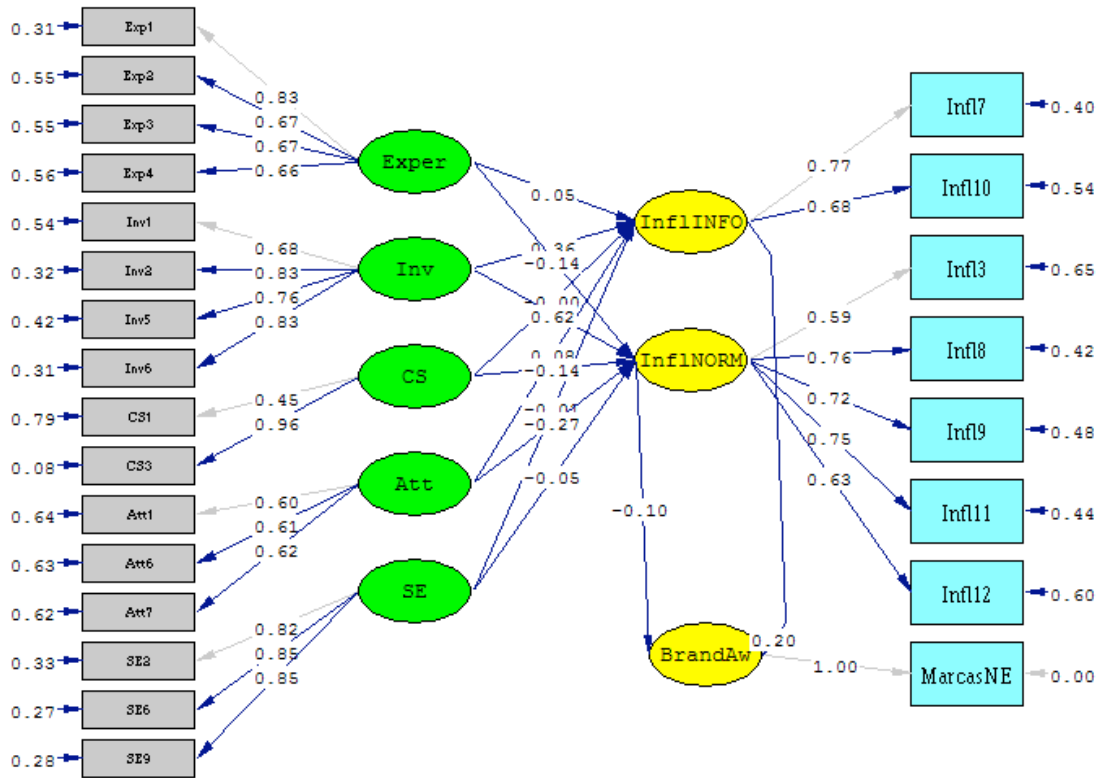 0.31 Exp1
0.55 Exp2
0.55 Exp3
0.56 Exp4
0.54 Inv1
0.32 Inv2
0.42 Inv5
0.31 Inv6
0.79 CS1
0.08 CS3
0.64 Att1
0.63 Att6
0.62 Att7
0.33 SE2
0.27 SE6
0.28 SE9
0.83
0.67
0.67
0.66
0.68
0.83
0.76
0.83
0.45
0.96
0.60
0.61
0.62
0.82
0.85
0.85
Exper
Inv
CS
Att
SE
0.05
0.36
-0.14
0.62
-0.14
-0.27
-0.05
-0.10
InflINFO
InflNORM
BrandAw
0.20
0.77
0.68
0.59
0.76
0.72
0.75
0.63
1.00
Infl7 0.40
Infl10 0.54
Infl3 0.65
Infl8 0.42
Infl9 0.48
Infl11 0.44
Infl12 0.60
MarcasNE 0.00